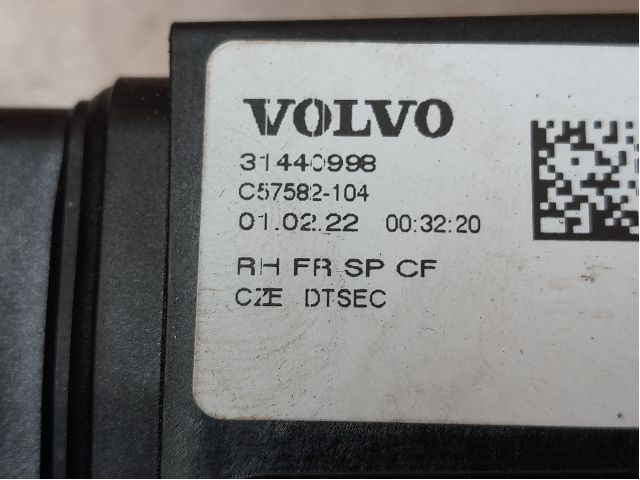 VOLVO
31440998
C57582-104
01.02.22 00:32:20
RH FR SP CF
CZE DTSEC